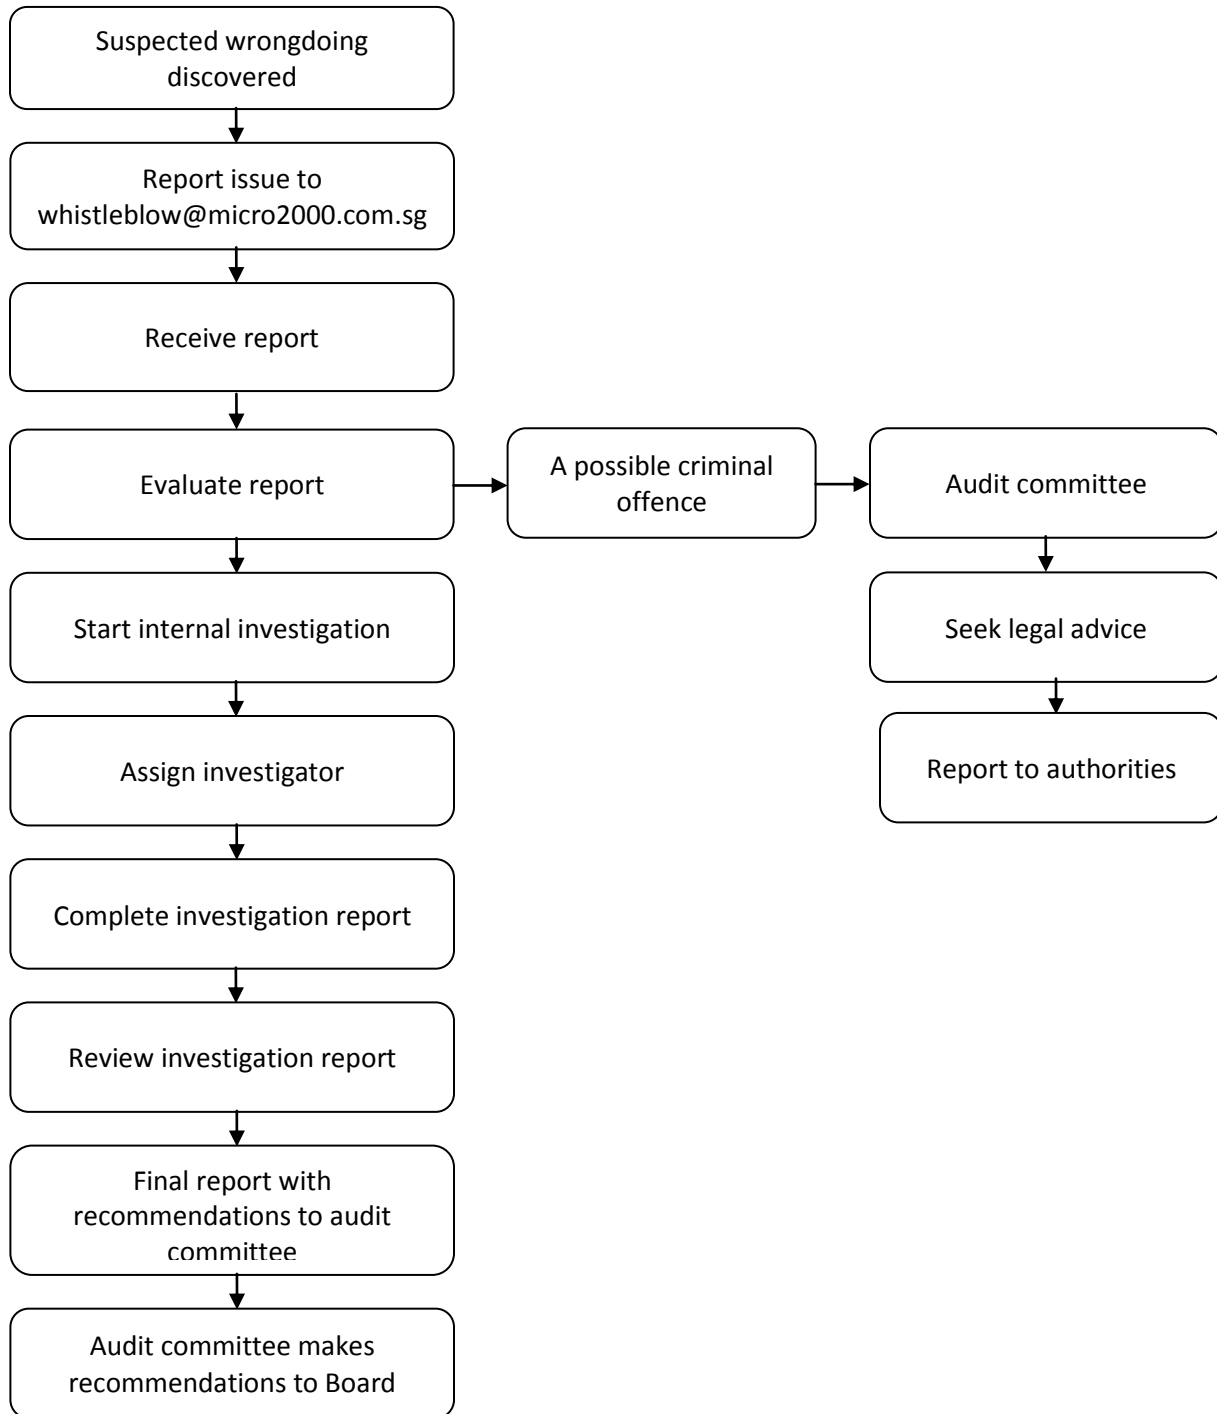 Suspected wrongdoing
discovered
Report issue to
whistleblow@micro2000.com.sg
Receive report
Evaluate report
A possible criminal
offence
Audit committee
Start internal investigation
Seek legal advice
Assign investigator
Report to authorities
Complete investigation report
Review investigation report
Final report with
recommendations to audit
committee
Audit committee makes
recommendations to Board